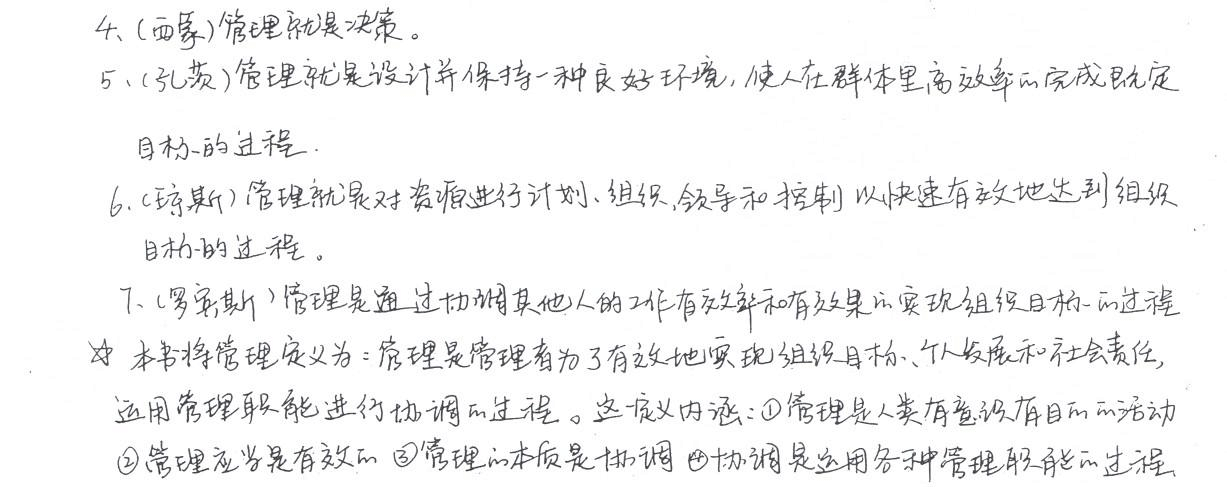 4、(西蒙)管理就是决策。
5、(孔茨)管理就是设计并保持一种良好环境,使人在群体里高效率的完成既定
目标的过程.
6、(琼斯)管理就是对资源进行计划、组织、领导和控制以快速有效地达到组织
目标的过程。
7、(罗宾斯)管理是通过协调其他人的工作有效率和有效果的实现组织目标的过程
☆ 本书将管理定义为:管理是管理者为了有效地实现组织目标、个人发展和社会责任,
运用管理职能进行协调的过程。这一定义内涵:①管理是人类有意识有目的的活动
②管理应当是有效的 ③管理的本质是协调 ④协调是运用各种管理职能的过程.